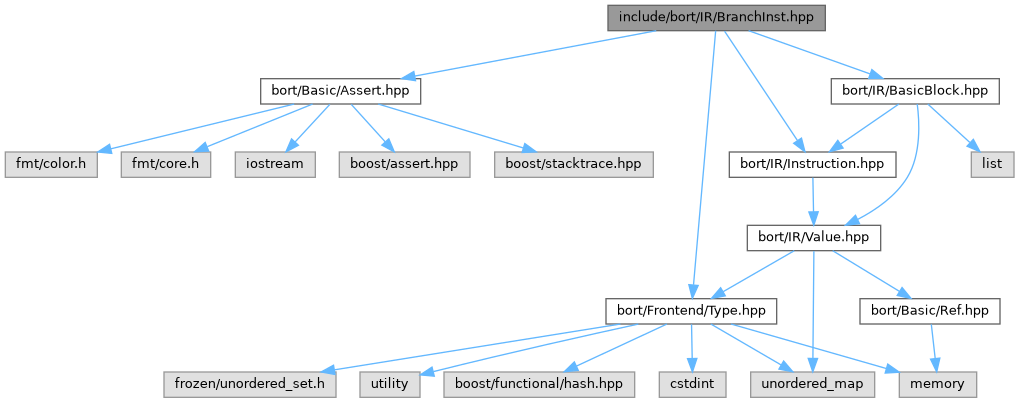 include/bort/IR/BranchInst.hpp
bort/Basic/Assert.hpp
bort/IR/BasicBlock.hpp
fmt/color.h
fmt/core.h
iostream
boost/assert.hpp
boost/stacktrace.hpp
bort/IR/Instruction.hpp
list
bort/IR/Value.hpp
bort/Frontend/Type.hpp
bort/Basic/Ref.hpp
frozen/unordered_set.h
utility
boost/functional/hash.hpp
cstdint
unordered_map
memory